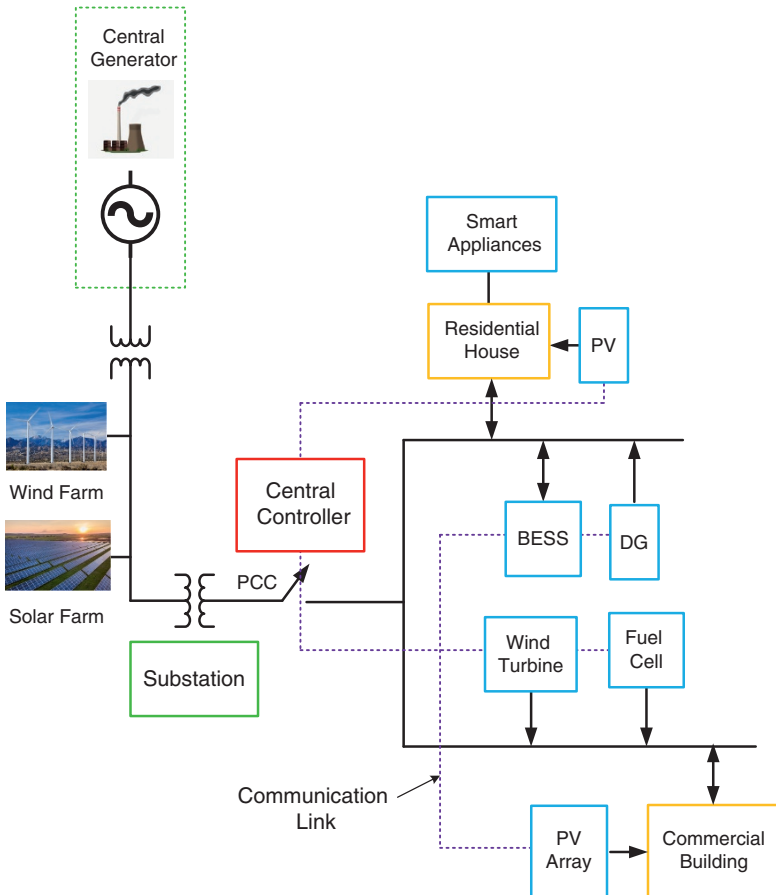 Central
Generator
Smart
Appliances
Residential
House
PV
Wind Farm
Central
Controller
BESS
DG
PCC
Solar Farm
Wind
Turbine
Fuel
Cell
Substation
Communication
Link
PV
Array
Commercial
Building